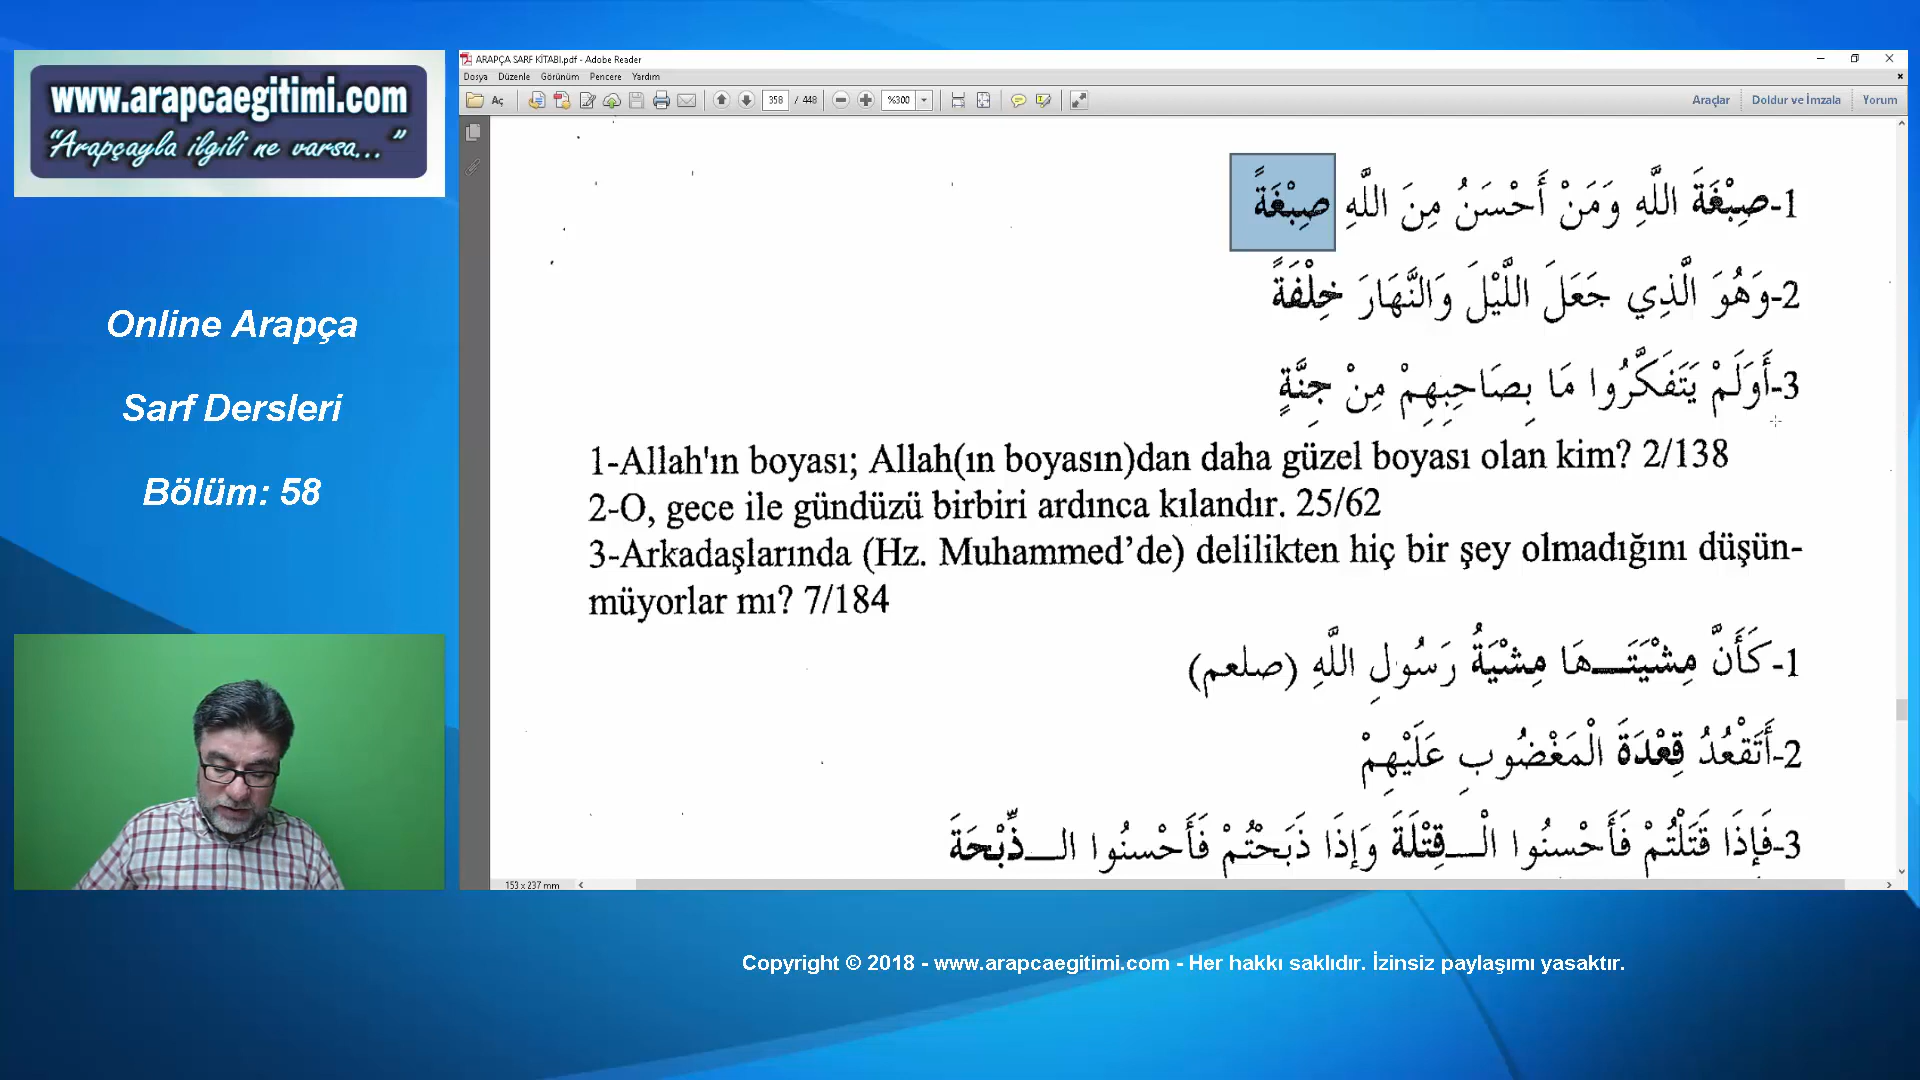 www.arapcaegitimi.com
"Arapçayla ilgili ne varsa..."
Online Arapça
Sarf Dersleri
Bölüm: 58
ARAPÇA SARF KİTABI.pdf - Adobe Reader
Dosya Düzenle Görünüm Pencere Yardım
Aç 358 / 448 %300 Araçlar Doldur ve İmzala Yorum
1-صِبْغَةَ اللَّهِ وَمَنْ أَحْسَنُ مِنَ اللَّهِ صِبْغَةً
2-وَهُوَ الَّذِي جَعَلَ اللَّيْلَ وَالنَّهَارَ خِلْفَةً
3-أَوَلَمْ يَتَفَكَّرُوا مَا بِصَاحِبِهِمْ مِنْ جِنَّةٍ
1-Allah'ın boyası; Allah(ın boyasın)dan daha güzel boyası olan kim? 2/138
2-O, gece ile gündüzü birbiri ardınca kılandır. 25/62
3-Arkadaşlarında (Hz. Muhammed’de) delilikten hiç bir şey olmadığını düşün-
müyorlar mı? 7/184
1-كَأَنَّ مِشْيَتَـــهَا مِشْيَةُ رَسُولِ اللَّهِ (صلعم)
2-أَتَقْعُدُ قِعْدَةَ الْمَغْضُوبِ عَلَيْهِمْ
3-فَإِذَا قَتَلْتُمْ فَأَحْسِنُوا الْـــقِتْلَةَ وَإِذَا ذَبَحْتُمْ فَأَحْسِنُوا الـــذِّبْحَةَ
153 x 237 mm
Copyright © 2018 - www.arapcaegitimi.com - Her hakkı saklıdır. İzinsiz paylaşımı yasaktır.